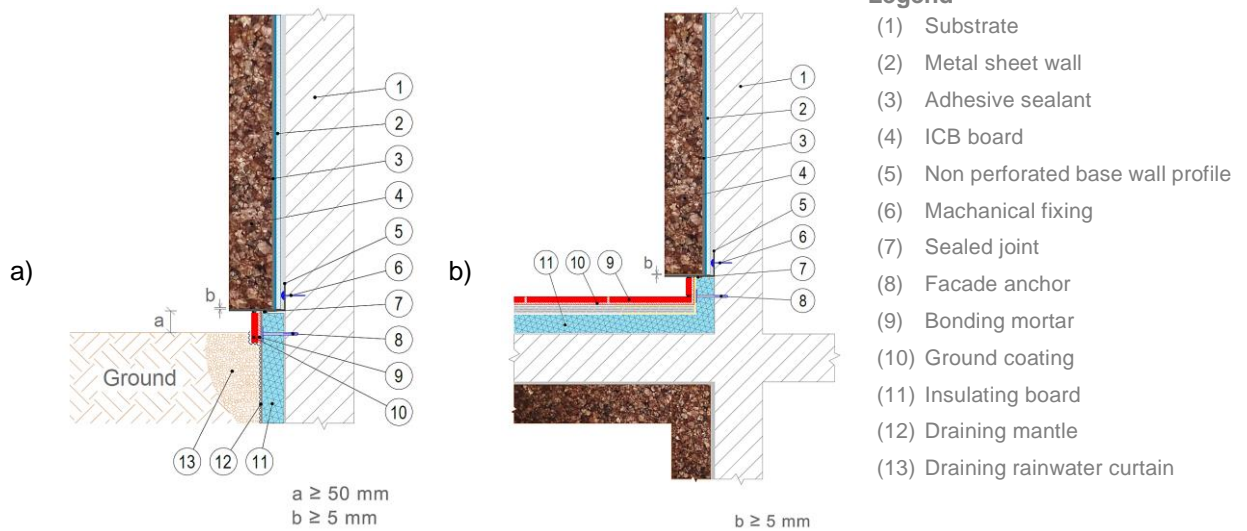 a)
1
2
3
4
5
6
7
8
9
10
11
12
13
b
a
Ground
a ≥ 50 mm
b ≥ 5 mm
b)
1
2
3
4
5
6
7
8
9
10
11
b
b ≥ 5 mm
Legend
(1) Substrate
(2) Metal sheet wall
(3) Adhesive sealant
(4) ICB board
(5) Non perforated base wall profile
(6) Machanical fixing
(7) Sealed joint
(8) Facade anchor
(9) Bonding mortar
(10) Ground coating
(11) Insulating board
(12) Draining mantle
(13) Draining rainwater curtain